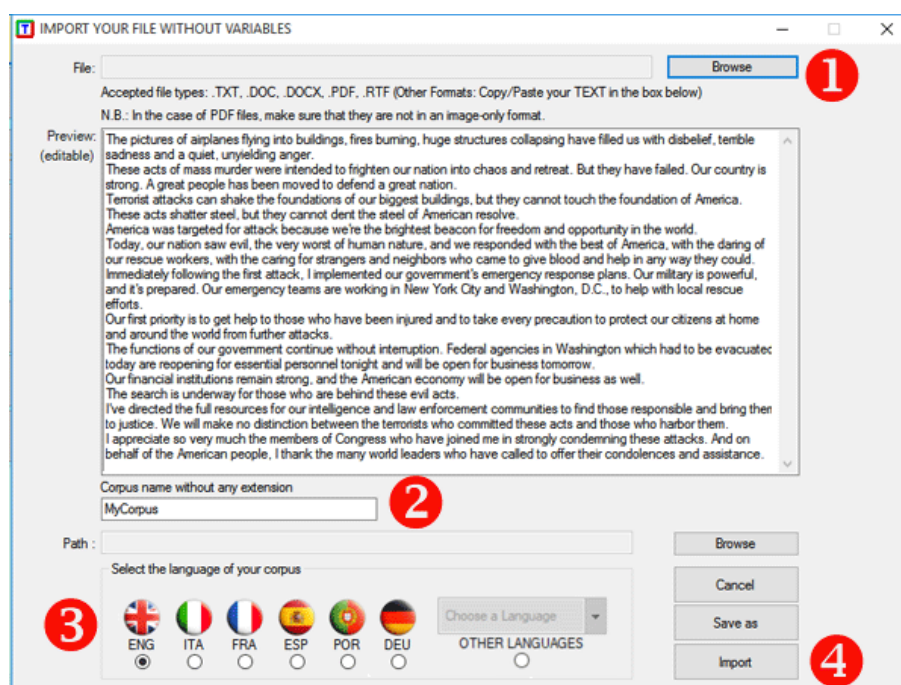 T IMPORT YOUR FILE WITHOUT VARIABLES
File: Browse 1
Accepted file types: .TXT, .DOC, .DOCX, .PDF, .RTF (Other Formats: Copy/Paste your TEXT in the box below)
N.B.: In the case of PDF files, make sure that they are not in an image-only format.
Preview:
(editable)
The pictures of airplanes flying into buildings, fires burning, huge structures collapsing have filled us with disbelief, terrible
sadness and a quiet, unyielding anger.
These acts of mass murder were intended to frighten our nation into chaos and retreat. But they have failed. Our country is
strong. A great people has been moved to defend a great nation.
Terrorist attacks can shake the foundations of our biggest buildings, but they cannot touch the foundation of America.
These acts shatter steel, but they cannot dent the steel of American resolve.
America was targeted for attack because we're the brightest beacon for freedom and opportunity in the world.
Today, our nation saw evil, the very worst of human nature, and we responded with the best of America, with the daring of
our rescue workers, with the caring for strangers and neighbors who came to give blood and help in any way they could.
Immediately following the first attack, I implemented our government's emergency response plans. Our military is powerful,
and it's prepared. Our emergency teams are working in New York City and Washington, D.C., to help with local rescue
efforts.
Our first priority is to get help to those who have been injured and to take every precaution to protect our citizens at home
and around the world from further attacks.
The functions of our government continue without interruption. Federal agencies in Washington which had to be evacuated
today are reopening for essential personnel tonight and will be open for business tomorrow.
Our financial institutions remain strong, and the American economy will be open for business as well.
The search is underway for those who are behind these evil acts.
I've directed the full resources for our intelligence and law enforcement communities to find those responsible and bring them
to justice. We will make no distinction between the terrorists who committed these acts and those who harbor them.
I appreciate so very much the members of Congress who have joined me in strongly condemning these attacks. And on
behalf of the American people, I thank the many world leaders who have called to offer their condolences and assistance.
Corpus name without any extension
MyCorpus 2
Path : Browse
Select the language of your corpus
3
ENG ITA FRA ESP POR DEU
Choose a Language
OTHER LANGUAGES
Cancel
Save as
Import 4